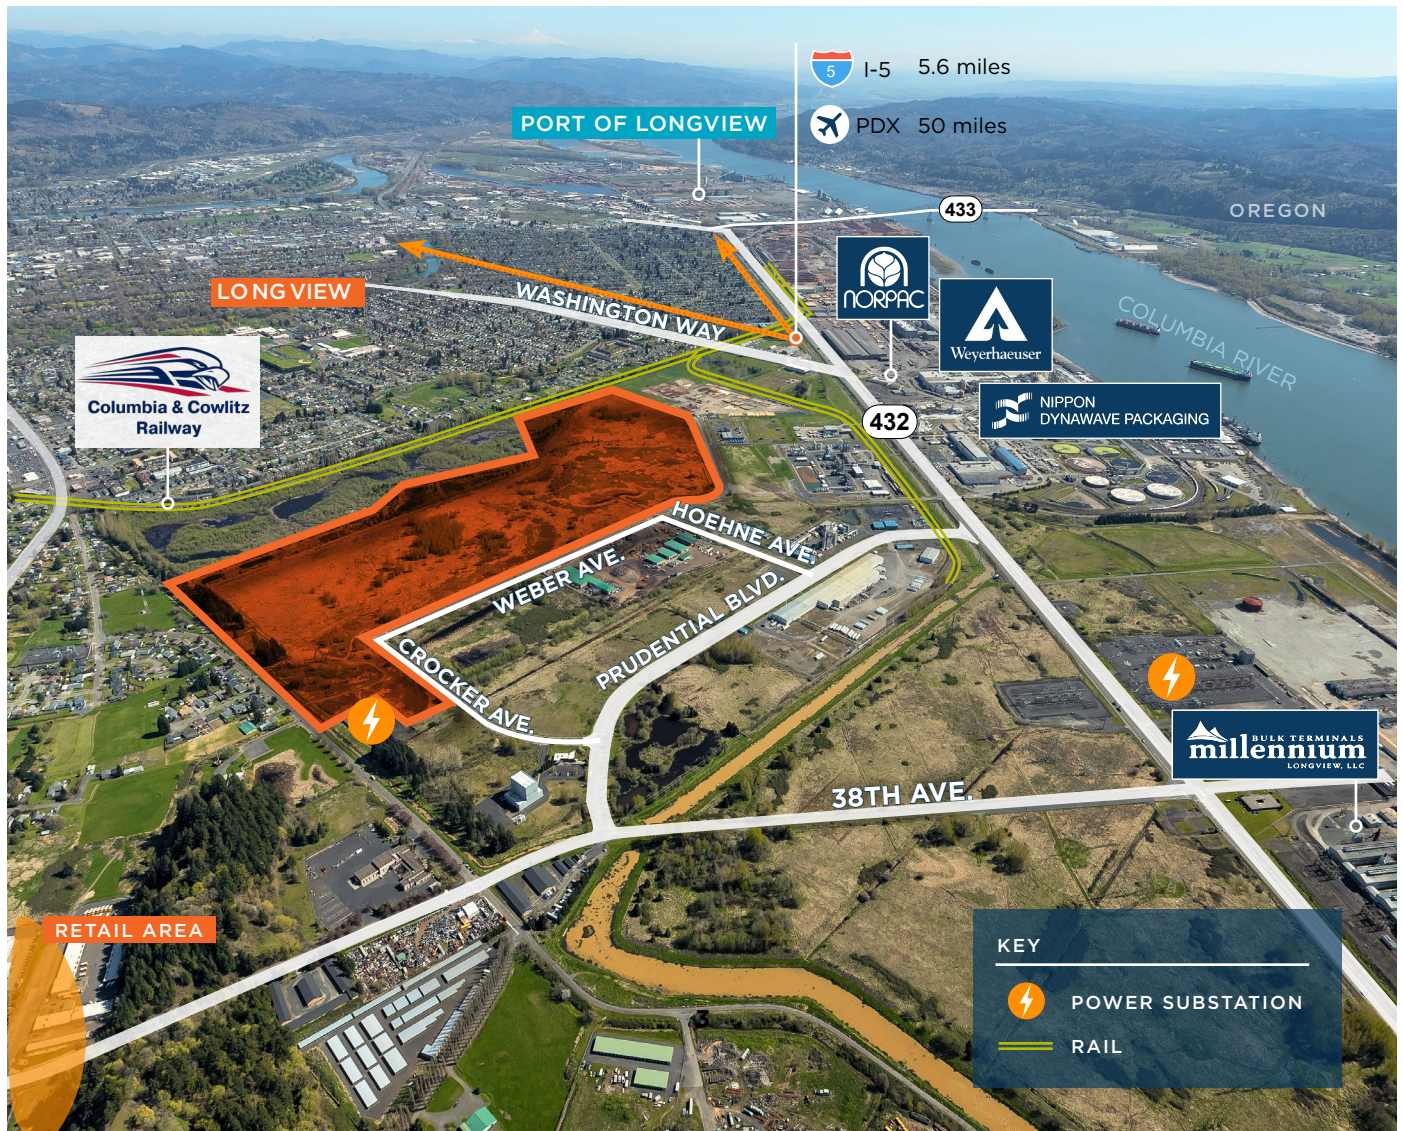 5
I-5 5.6 miles
PORT OF LONGVIEW
PDX 50 miles
433
OREGON
NORPAC
LONGVIEW
WASHINGTON WAY
Weyerhaeuser
COLUMBIA RIVER
Columbia & Cowlitz
Railway
NIPPON
DYNAWAVE PACKAGING
432
HOEHNE AVE.
WEBER AVE.
PRUDENTIAL BLVD.
CROCKER AVE.
BULK TERMINALS
millennium
LONGVIEW, LLC
38TH AVE.
RETAIL AREA
KEY
POWER SUBSTATION
RAIL
3